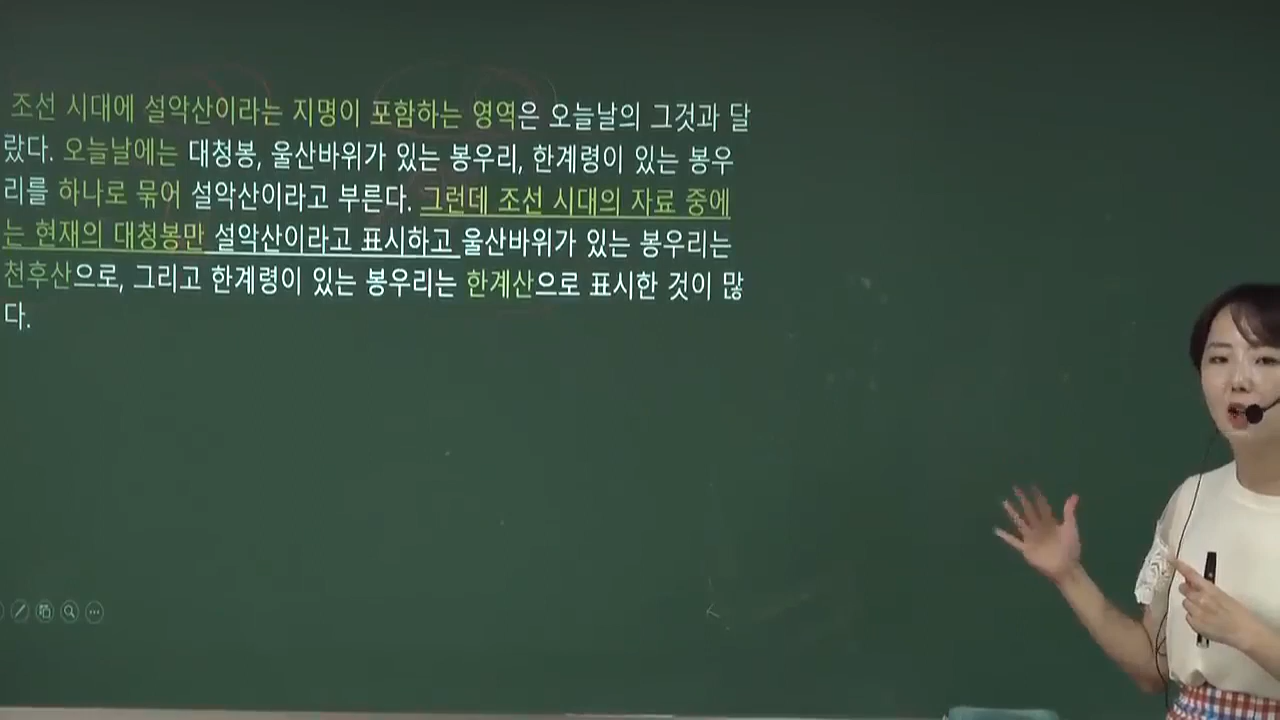 조선 시대에 설악산이라는 지명이 포함하는 영역은 오늘날의 그것과 달
랐다. 오늘날에는 대청봉, 울산바위가 있는 봉우리, 한계령이 있는 봉우
리를 하나로 묶어 설악산이라고 부른다. 그런데 조선 시대의 자료 중에
는 현재의 대청봉만 설악산이라고 표시하고 울산바위가 있는 봉우리는
천후산으로, 그리고 한계령이 있는 봉우리는 한계산으로 표시한 것이 많
다.